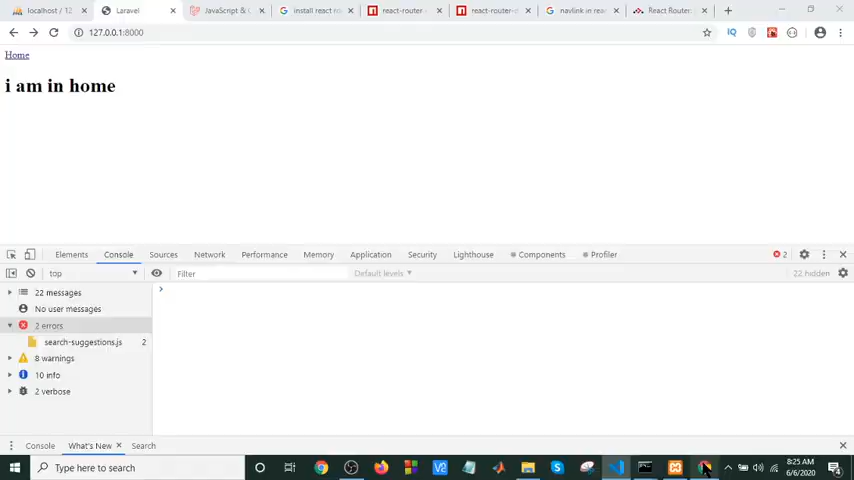 localhost / 12
Laravel
JavaScript &
install react
react-router
react-router-d
navlink in rea
React Router:
127.0.0.1:8000
IQ
Home
i am in home
Elements Console Sources Network Performance Memory Application Security Lighthouse Components Profiler 2
top Filter Default levels 22 hidden
22 messages
No user messages
2 errors
search-suggestions.js 2
8 warnings
10 info
2 verbose
Console What's New Search
Type here to search
8:25 AM
6/6/2020
4